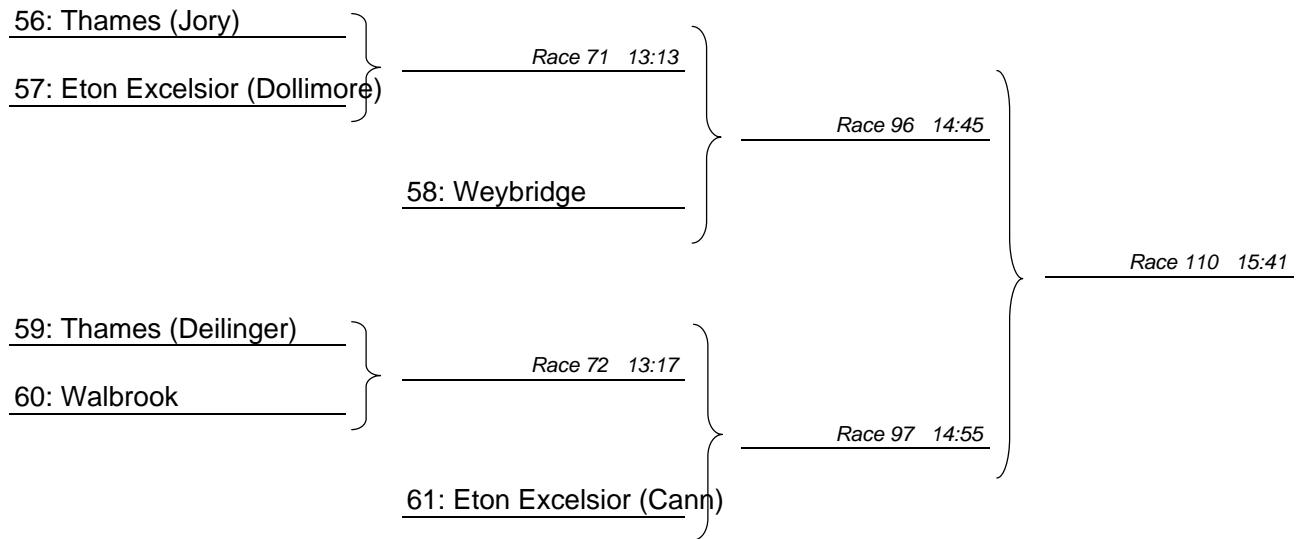 56: Thames (Jory)
Race 71 13:13
57: Eton Excelsior (Dollimore)
Race 96 14:45
58: Weybridge
Race 110 15:41
59: Thames (Deilinger)
Race 72 13:17
60: Walbrook
Race 97 14:55
61: Eton Excelsior (Cann)